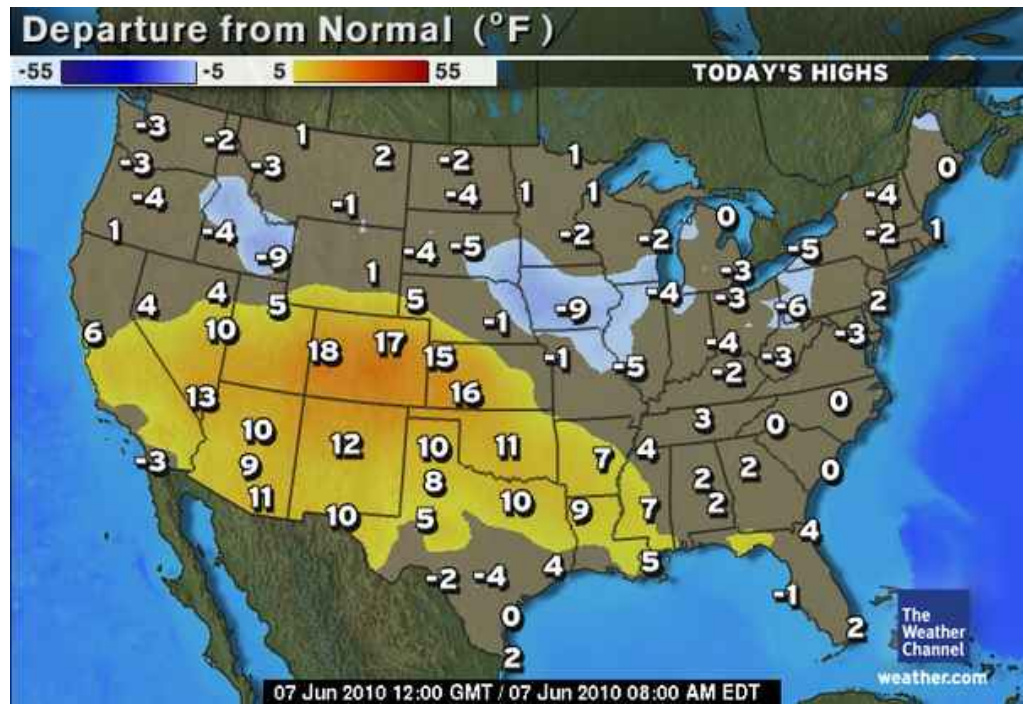 Departure from Normal (°F)
-55 -5 5 55 TODAY'S HIGHS
-3 -2 1 2 -2 1 0
-3 -3 -4 1 1 -4
-4 -1 0
1 -4 -4 -5 -2 -2 -5 -2 1
-9 1 -3
4 4 5 5 -9 -4 -3 -6 2
6 10 -1 -4 -3
18 17 15 -1 -5 -2 -3
13 16
10 12 10 11 4 3 0 0
-3 9 8 7 2 2 0
11 10 5 10 9 7 2
4
-2 -4 4 5
0 -1
2 2
The
Weather
Channel
weather.com
07 Jun 2010 12:00 GMT / 07 Jun 2010 08:00 AM EDT